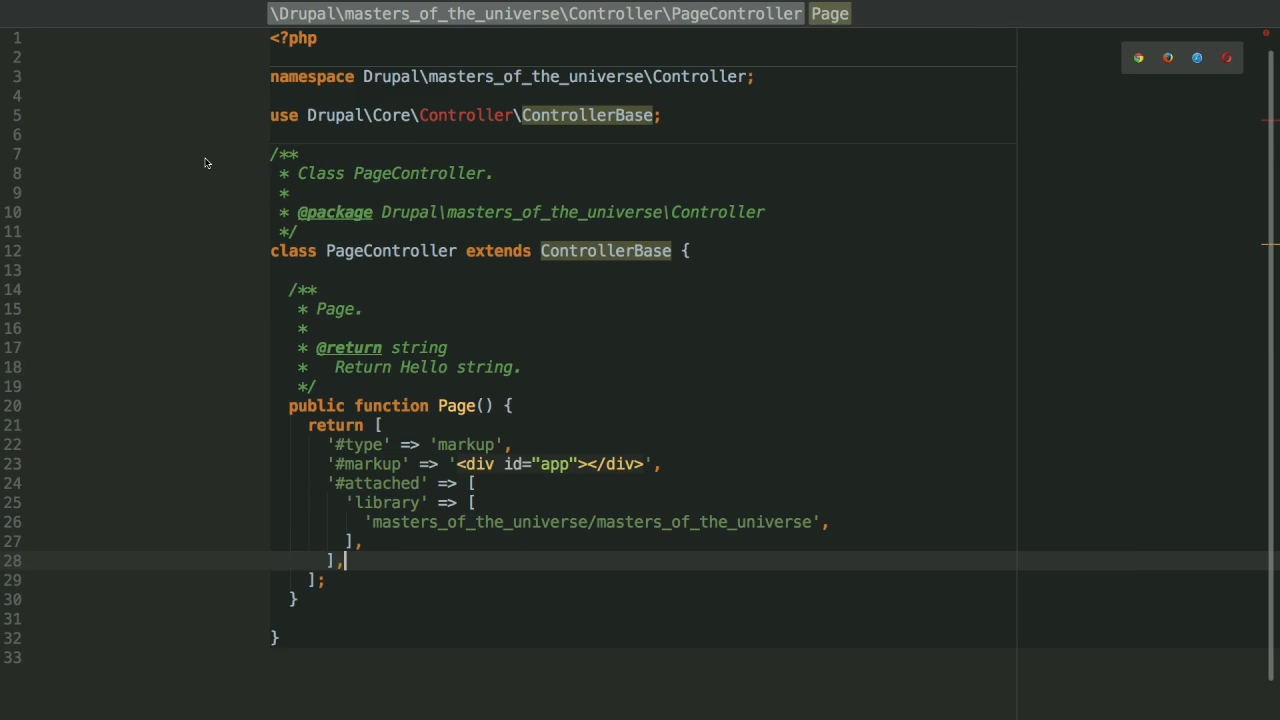 \Drupal\masters_of_the_universe\Controller\PageController Page
1 <?php
2
3 namespace Drupal\masters_of_the_universe\Controller;
4
5 use Drupal\Core\Controller\ControllerBase;
6
7 /**
8  * Class PageController.
9  *
10  * @package Drupal\masters_of_the_universe\Controller
11  */
12 class PageController extends ControllerBase {
13
14   /**
15    * Page.
16    *
17    * @return string
18    *   Return Hello string.
19    */
20   public function Page() {
21     return [
22       '#type' => 'markup',
23       '#markup' => '<div id="app"></div>',
24       '#attached' => [
25         'library' => [
26           'masters_of_the_universe/masters_of_the_universe',
27         ],
28       ],
29     ];
30   }
31
32 }
33